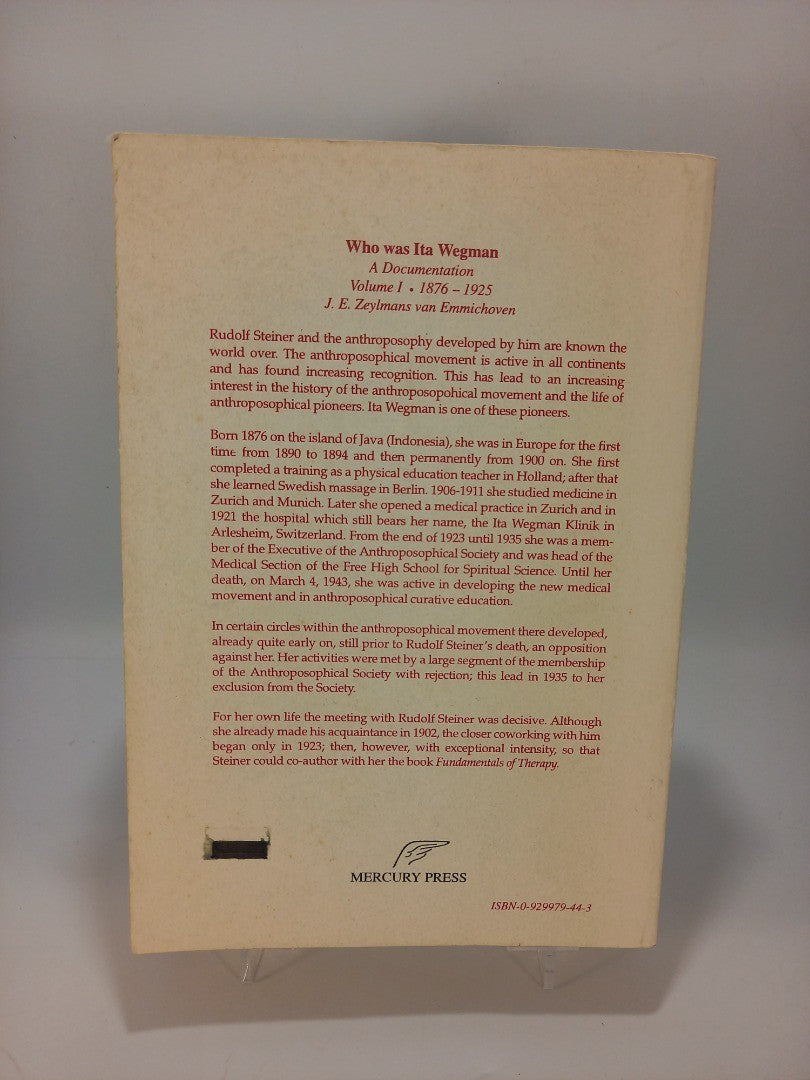 Who was Ita Wegman
A Documentation
Volume I • 1876 – 1925
J. E. Zeylmans van Emmichoven
Rudolf Steiner and the anthroposophy developed by him are known the
world over. The anthroposophical movement is active in all continents
and has found increasing recognition. This has lead to an increasing
interest in the history of the anthroposopohical movement and the life of
anthroposophical pioneers. Ita Wegman is one of these pioneers.
Born 1876 on the island of Java (Indonesia), she was in Europe for the first
time from 1890 to 1894 and then permanently from 1900 on. She first
completed a training as a physical education teacher in Holland; after that
she learned Swedish massage in Berlin. 1906-1911 she studied medicine in
Zurich and Munich. Later she opened a medical practice in Zurich and in
1921 the hospital which still bears her name, the Ita Wegman Klinik in
Arlesheim, Switzerland. From the end of 1923 until 1935 she was a mem-
ber of the Executive of the Anthroposophical Society and was head of the
Medical Section of the Free High School for Spiritual Science. Until her
death, on March 4, 1943, she was active in developing the new medical
movement and in anthroposophical curative education.
In certain circles within the anthroposophical movement there developed,
already quite early on, still prior to Rudolf Steiner's death, an opposition
against her. Her activities were met by a large segment of the membership
of the Anthroposophical Society with rejection; this lead in 1935 to her
exclusion from the Society.
For her own life the meeting with Rudolf Steiner was decisive. Although
she already made his acquaintance in 1902, the closer coworking with him
began only in 1923; then, however, with exceptional intensity, so that
Steiner could co-author with her the book Fundamentals of Therapy.
MERCURY PRESS
ISBN-0-929979-44-3